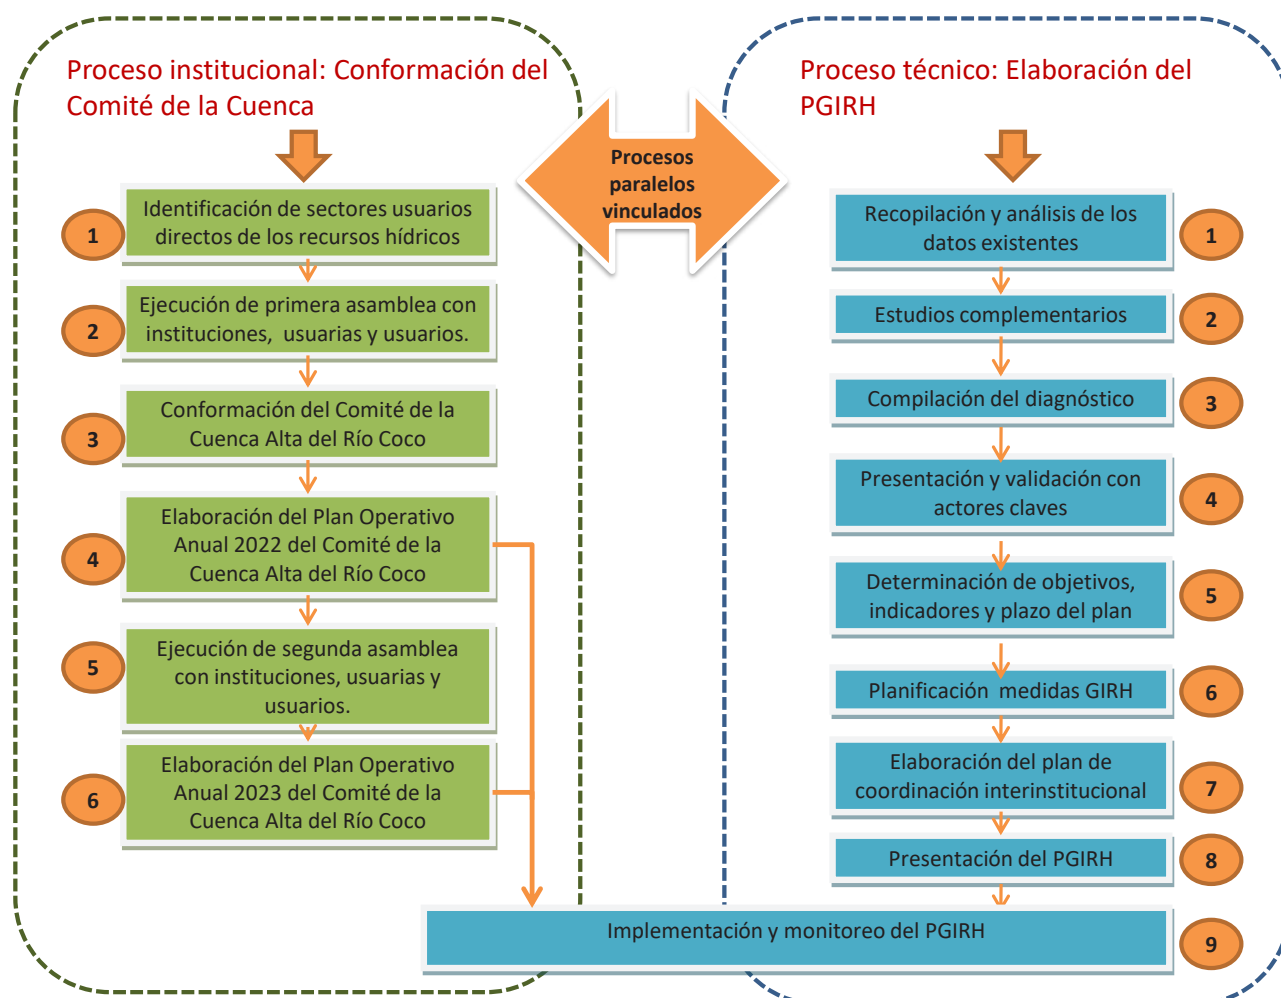 Proceso institucional: Conformación del
Comité de la Cuenca
1
Identificación de sectores usuarios
directos de los recursos hídricos
2
Ejecución de primera asamblea con
instituciones, usuarias y usuarios.
3
Conformación del Comité de la
Cuenca Alta del Río Coco
4
Elaboración del Plan Operativo
Anual 2022 del Comité de la
Cuenca Alta del Río Coco
5
Ejecución de segunda asamblea
con instituciones, usuarias y
usuarios.
6
Elaboración del Plan Operativo
Anual 2023 del Comité de la
Cuenca Alta del Río Coco
Procesos
paralelos
vinculados
Proceso técnico: Elaboración del
PGIRH
Recopilación y análisis de los
datos existentes
1
Estudios complementarios
2
Compilación del diagnóstico
3
Presentación y validación con
actores claves
4
Determinación de objetivos,
indicadores y plazo del plan
5
Planificación medidas GIRH
6
Elaboración del plan de
coordinación interinstitucional
7
Presentación del PGIRH
8
Implementación y monitoreo del PGIRH
9